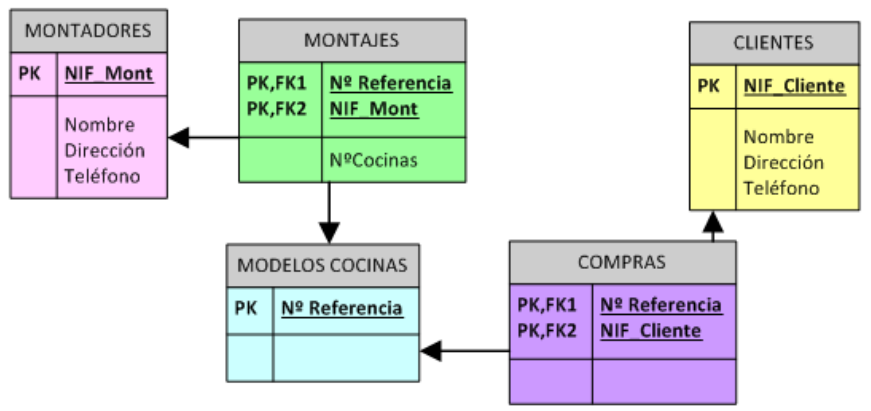 MONTADORES
PK NIF_Mont
Nombre
Dirección
Teléfono
MONTAJES
PK,FK1 Nº Referencia
PK,FK2 NIF_Mont
NºCocinas
CLIENTES
PK NIF_Cliente
Nombre
Dirección
Teléfono
MODELOS COCINAS
PK Nº Referencia
COMPRAS
PK,FK1 Nº Referencia
PK,FK2 NIF_Cliente